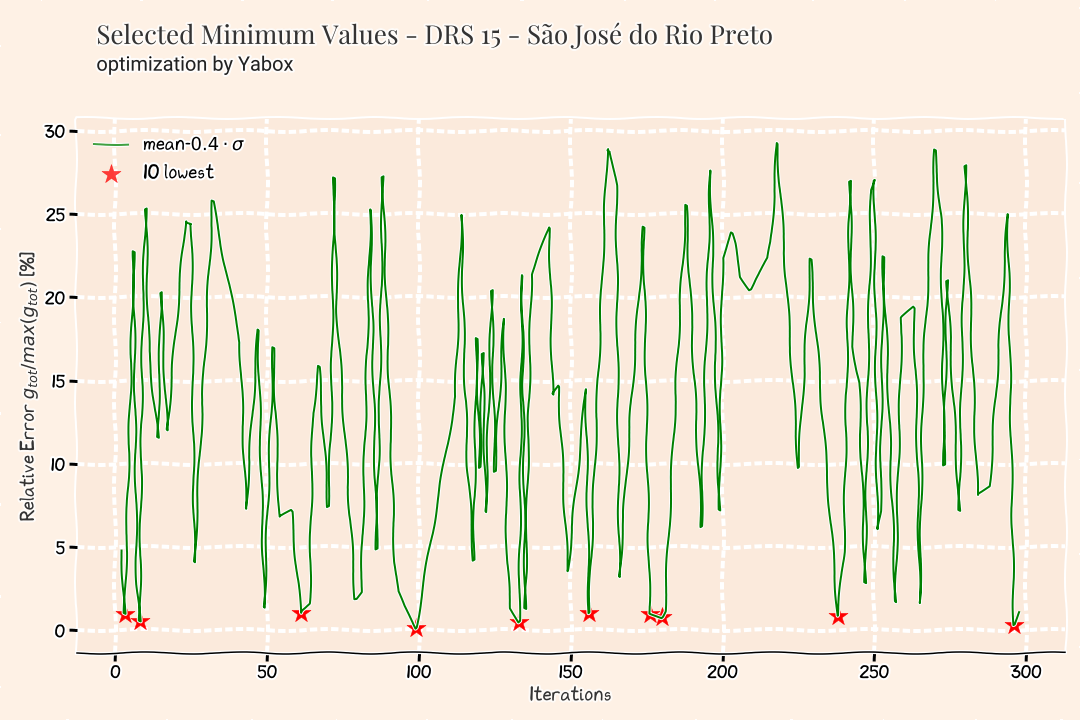 Selected Minimum Values - DRS 15 - São José do Rio Preto
optimization by Yabox
mean-0.4 · σ
10 lowest
Relative Error g_tot/max(g_tot) [%]
30
25
20
15
10
5
0
0 50 100 150 200 250 300
Iterations